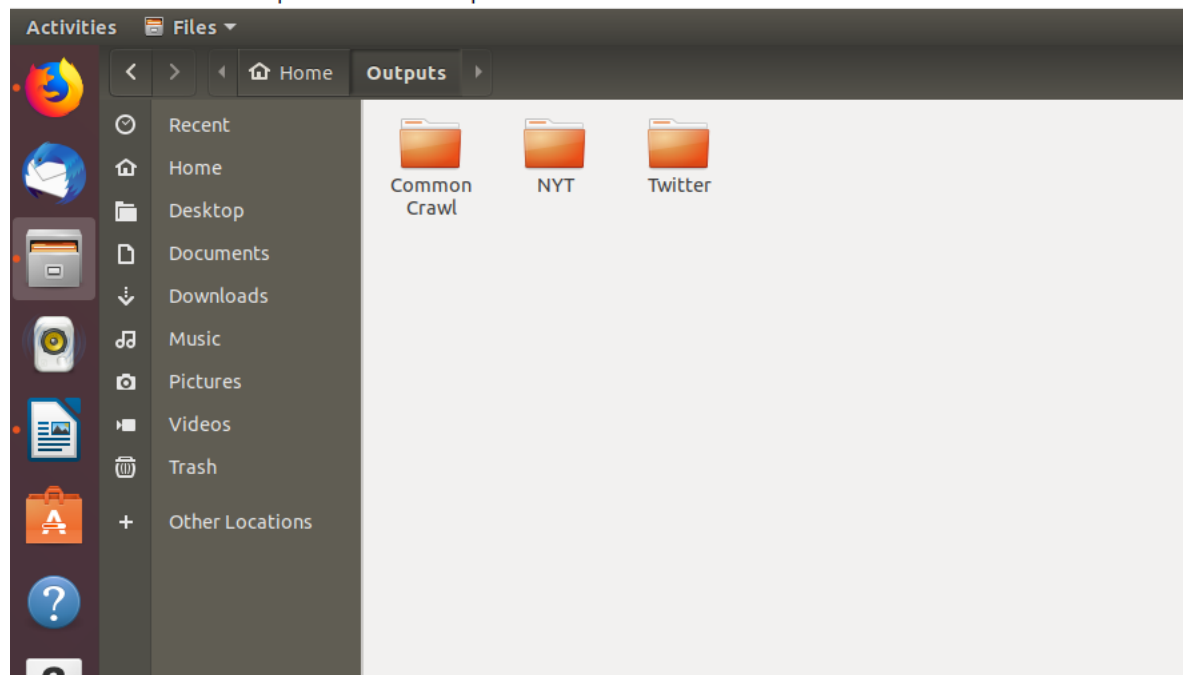 Activities Files
Home Outputs
Recent
Home
Desktop
Documents
Downloads
Music
Pictures
Videos
Trash
Other Locations
Common NYT Twitter
Crawl